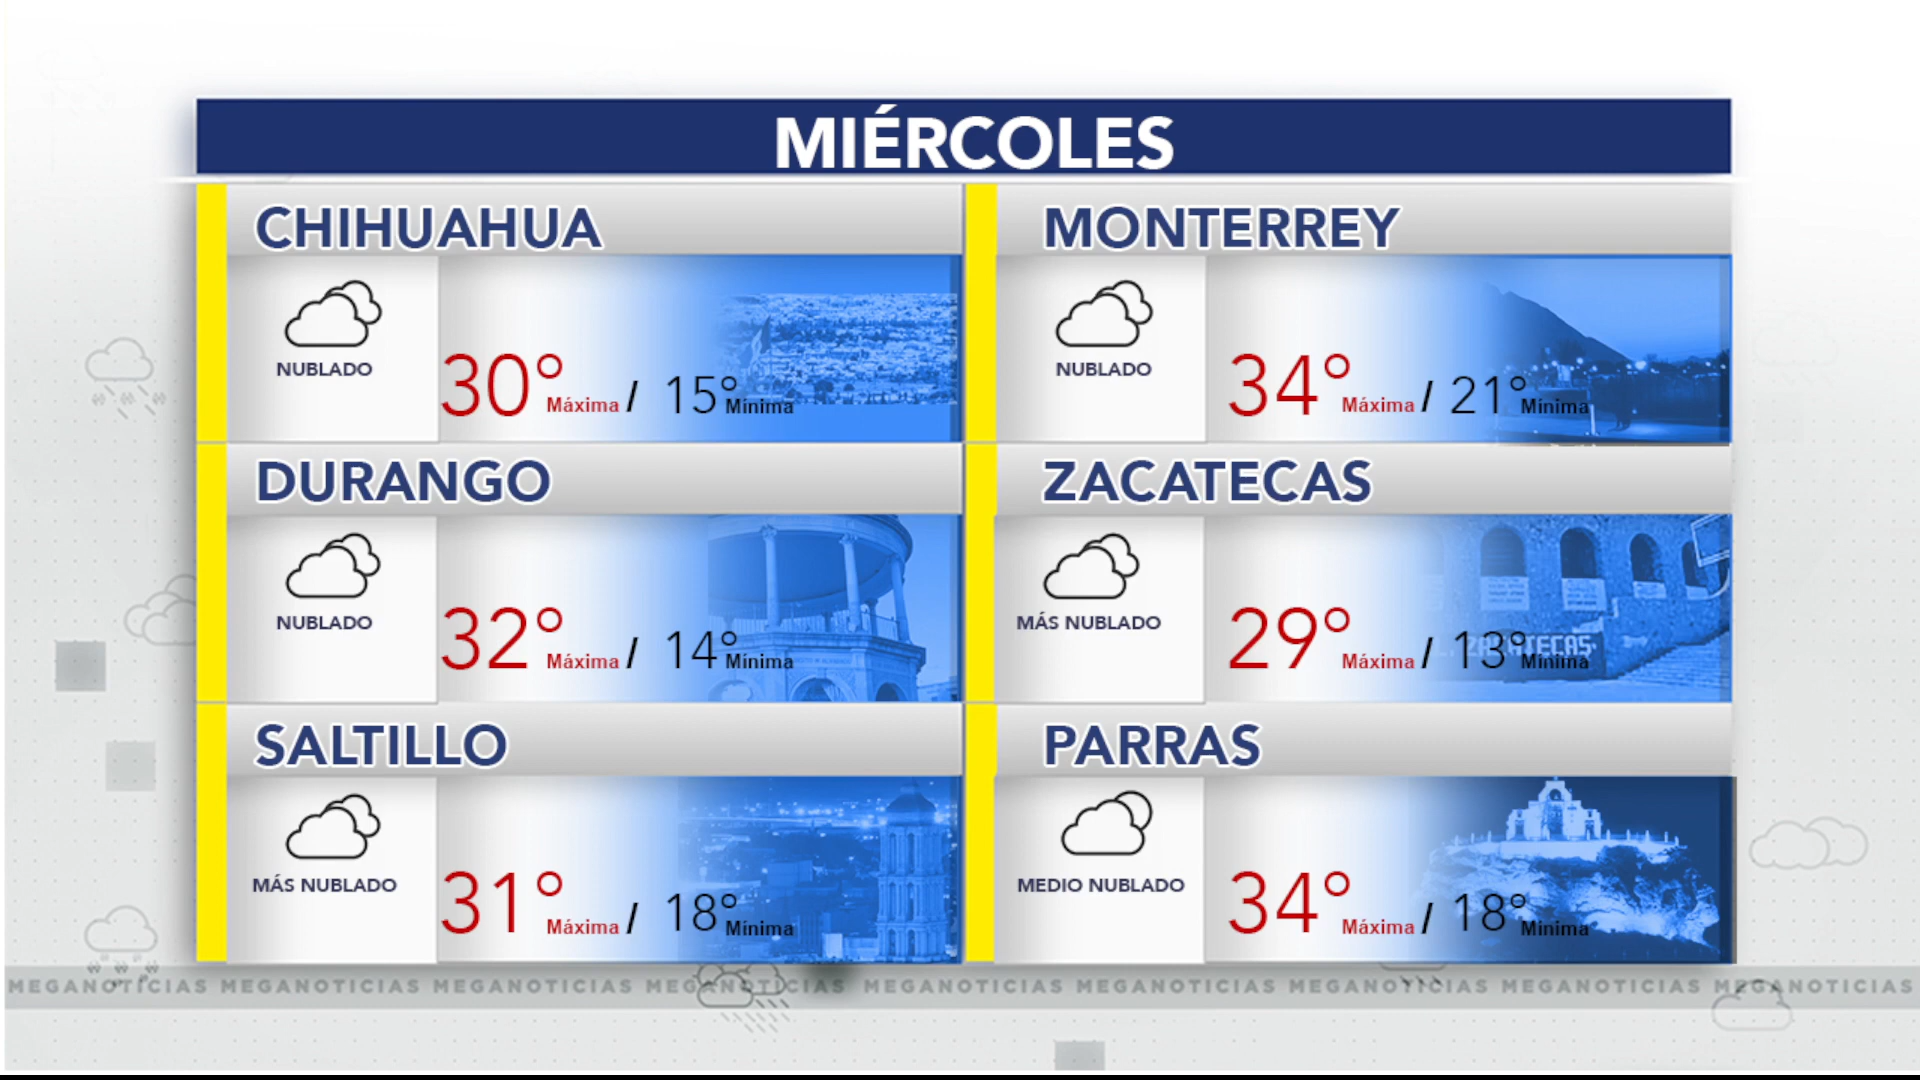 MIÉRCOLES
CHIHUAHUA
NUBLADO
30° Máxima / 15° Mínima
MONTERREY
NUBLADO
34° Máxima / 21° Mínima
DURANGO
NUBLADO
32° Máxima / 14° Mínima
ZACATECAS
MÁS NUBLADO
29° Máxima / 13° Mínima
ZACATECAS
SALTILLO
MÁS NUBLADO
31° Máxima / 18° Mínima
PARRAS
MEDIO NUBLADO
34° Máxima / 18° Mínima
MEGANOTICIAS MEGANOTICIAS MEGANOTICIAS MEGANOTICIAS MEGANOTICIAS MEGANOTICIAS MEGANOTICIAS MEGANOTICIAS MEGANOTICIAS